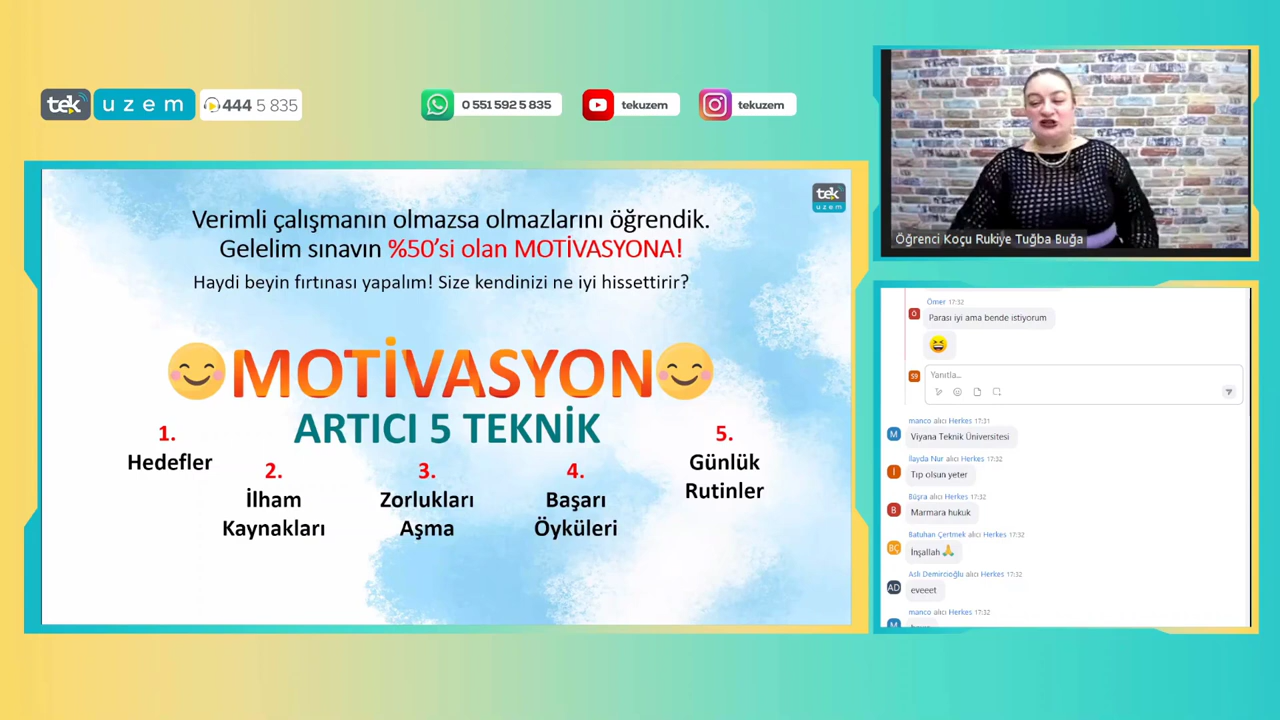 tek uzem
444 5 835
0 551 592 5 835
tekuzem
tekuzem
tek
uzem
Verimli çalışmanın olmazsa olmazlarını öğrendik.
Gelelim sınavın %50’si olan MOTİVASYONA!
Haydi beyin fırtınası yapalım! Size kendinizi ne iyi hissettirir?
MOTİVASYON
ARTICI 5 TEKNİK
1.
Hedefler
2.
İlham
Kaynakları
3.
Zorlukları
Aşma
4.
Başarı
Öyküleri
5.
Günlük
Rutinler
Öğrenci Koçu Rukiye Tuğba Buğa
Ömer 17:32
Ö
Parası iyi ama bende istiyorum
S9
Yanıtla...
manco alıcı Herkes 17:31
M
Viyana Teknik Üniversitesi
İlayda Nur alıcı Herkes 17:32
İ
Tıp olsun yeter
Büşra alıcı Herkes 17:32
B
Marmara hukuk
Batuhan Çertmek alıcı Herkes 17:32
BÇ
İnşallah
Aslı Demircioğlu alıcı Herkes 17:32
AD
eveeet
manco alıcı Herkes 17:32
M